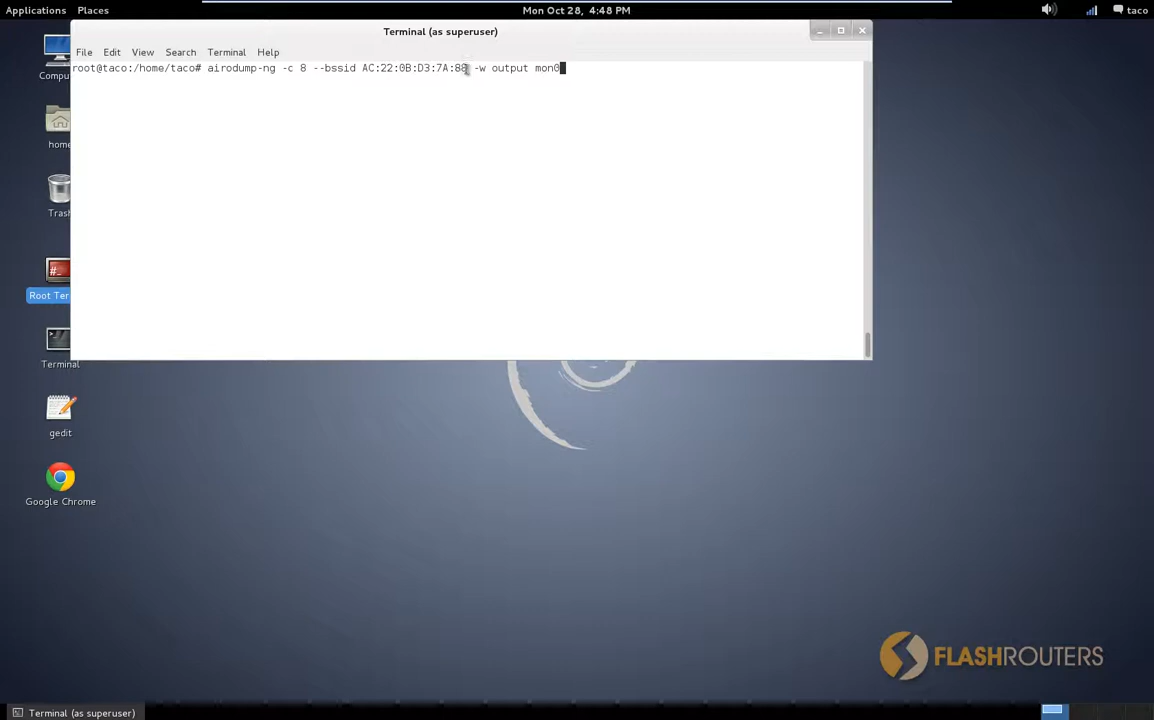 Applications Places Mon Oct 28, 4:48 PM taco
Terminal (as superuser)
File Edit View Search Terminal Help
root@taco:/home/taco# airodump-ng -c 8 --bssid AC:22:0B:D3:7A:88 -w output mon0
Compu
home
Trash
#_
Root Ter
>_
Terminal
gedit
Google Chrome
FLASHROUTERS
Terminal (as superuser)